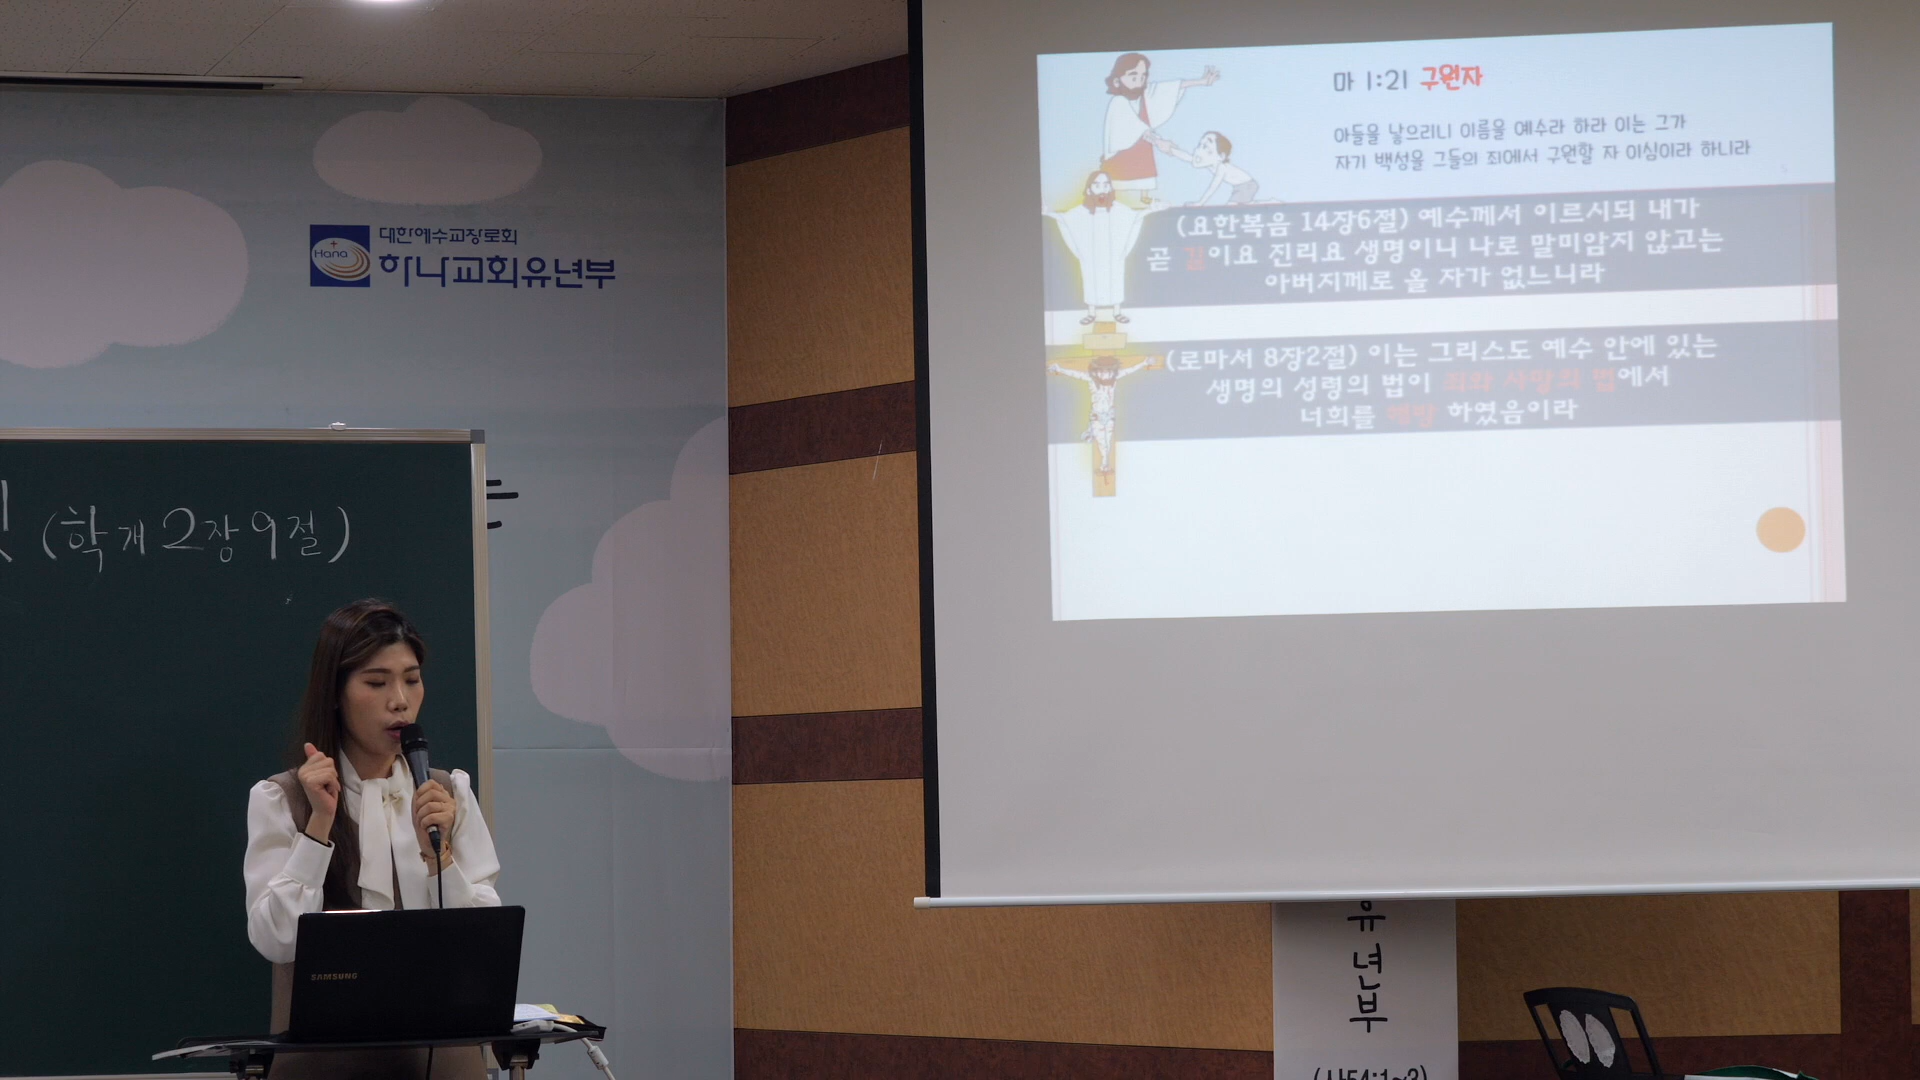 대한예수교장로회
Hana
하나교회유년부
(학개 2장 9절)
마 1:21 구원자
아들을 낳으리니 이름을 예수라 하라 이는 그가
자기 백성을 그들의 죄에서 구원할 자 이심이라 하니라
(요한복음 14장6절) 예수께서 이르시되 내가
곧 길이요 진리요 생명이니 나로 말미암지 않고는
아버지께로 올 자가 없느니라
(로마서 8장2절) 이는 그리스도 예수 안에 있는
생명의 성령의 법이 죄와 사망의 법에서
너희를 해방 하였음이라
SAMSUNG
유년부
(사54:1~3)